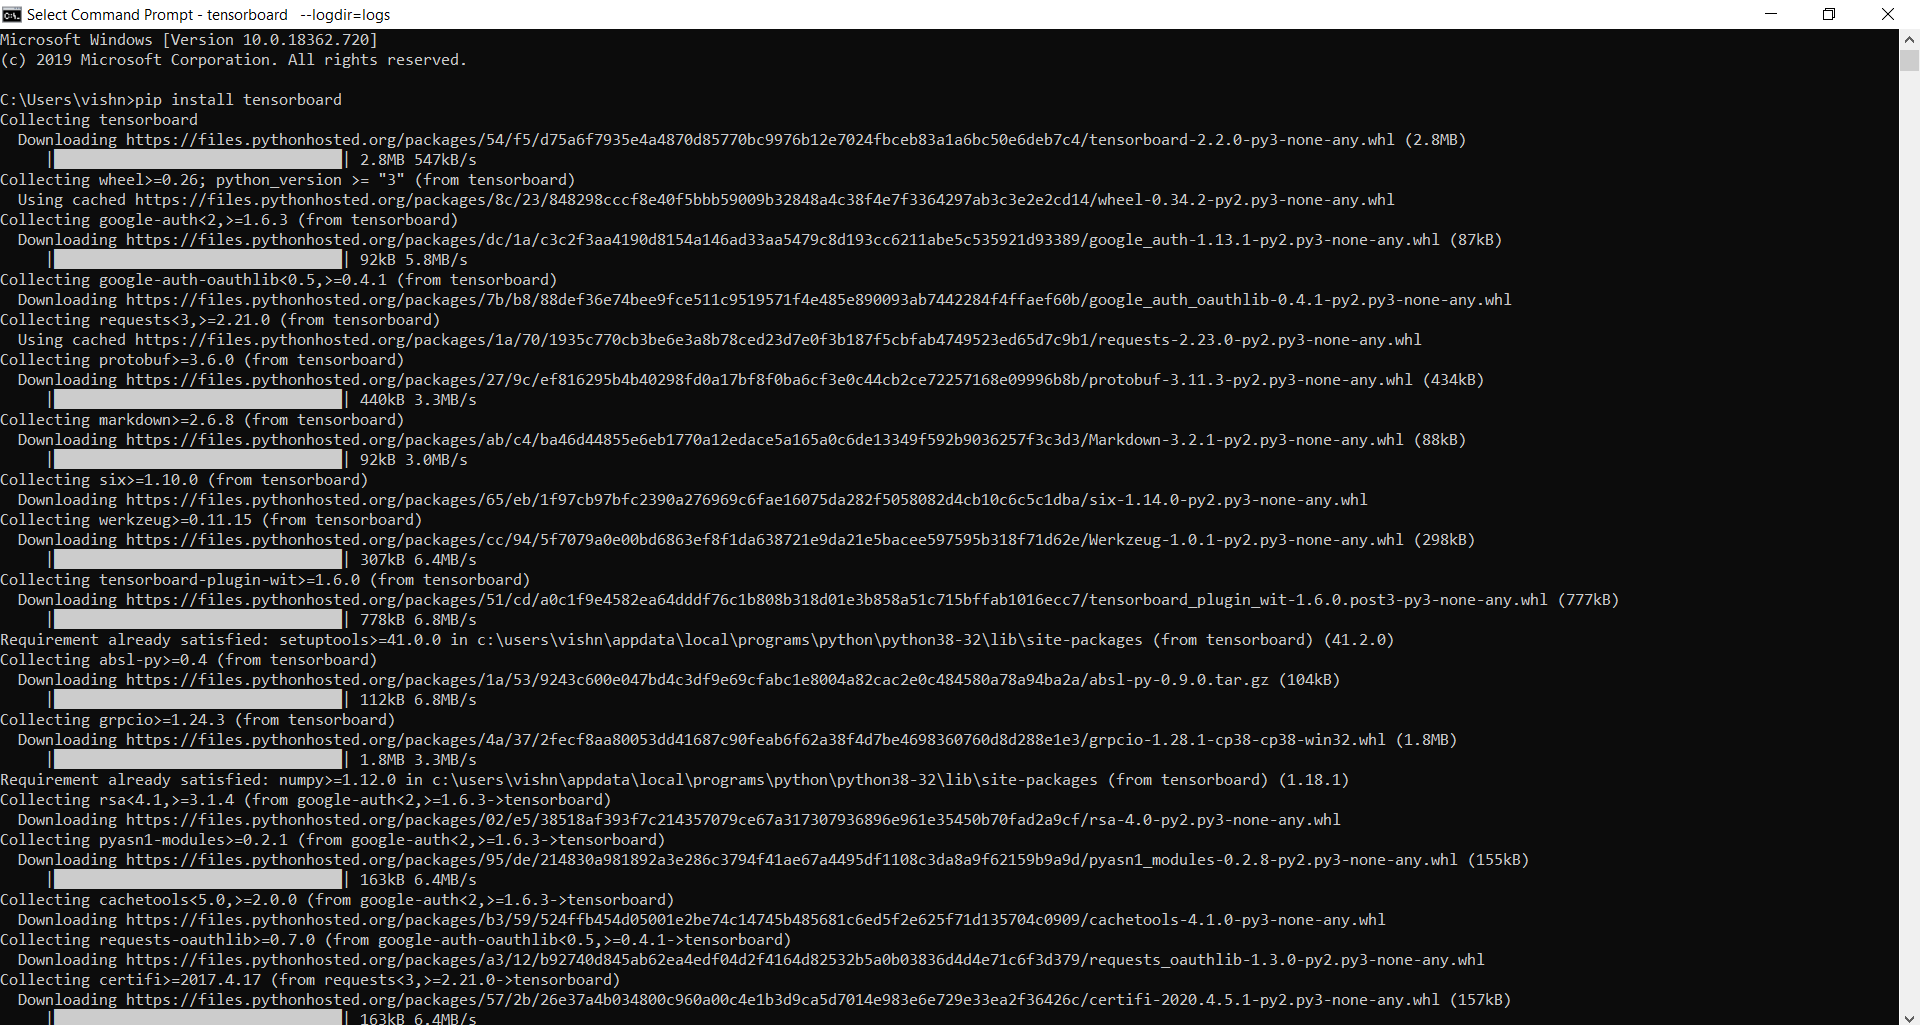 Select Command Prompt - tensorboard --logdir=logs
Microsoft Windows [Version 10.0.18362.720]
(c) 2019 Microsoft Corporation. All rights reserved.
C:\Users\vishn>pip install tensorboard
Collecting tensorboard
Downloading https://files.pythonhosted.org/packages/54/f5/d75a6f7935e4a4870d85770bc9976b12e7024fbceb83a1a6bc50e6deb7c4/tensorboard-2.2.0-py3-none-any.whl (2.8MB)
| | 2.8MB 547kB/s
Collecting wheel>=0.26; python_version >= "3" (from tensorboard)
Using cached https://files.pythonhosted.org/packages/8c/23/848298cccf8e40f5bbb59009b32848a4c38f4e7f3364297ab3c3e2e2cd14/wheel-0.34.2-py2.py3-none-any.whl
Collecting google-auth<2,>=1.6.3 (from tensorboard)
Downloading https://files.pythonhosted.org/packages/dc/1a/c3c2f3aa4190d8154a146ad33aa5479c8d193cc6211abe5c535921d93389/google_auth-1.13.1-py2.py3-none-any.whl (87kB)
| | 92kB 5.8MB/s
Collecting google-auth-oauthlib<0.5,>=0.4.1 (from tensorboard)
Downloading https://files.pythonhosted.org/packages/7b/b8/88def36e74bee9fce511c9519571f4e485e890093ab7442284f4ffaef60b/google_auth_oauthlib-0.4.1-py2.py3-none-any.whl
Collecting requests<3,>=2.21.0 (from tensorboard)
Using cached https://files.pythonhosted.org/packages/1a/70/1935c770cb3be6e3a8b78ced23d7e0f3b187f5cbfab4749523ed65d7c9b1/requests-2.23.0-py2.py3-none-any.whl
Collecting protobuf>=3.6.0 (from tensorboard)
Downloading https://files.pythonhosted.org/packages/27/9c/ef816295b4b40298fd0a17bf8f0ba6cf3e0c44cb2ce72257168e09996b8b/protobuf-3.11.3-py2.py3-none-any.whl (434kB)
| | 440kB 3.3MB/s
Collecting markdown>=2.6.8 (from tensorboard)
Downloading https://files.pythonhosted.org/packages/ab/c4/ba46d44855e6eb1770a12edace5a165a0c6de13349f592b9036257f3c3d3/Markdown-3.2.1-py2.py3-none-any.whl (88kB)
| | 92kB 3.0MB/s
Collecting six>=1.10.0 (from tensorboard)
Downloading https://files.pythonhosted.org/packages/65/eb/1f97cb97bfc2390a276969c6fae16075da282f5058082d4cb10c6c5c1dba/six-1.14.0-py2.py3-none-any.whl
Collecting werkzeug>=0.11.15 (from tensorboard)
Downloading https://files.pythonhosted.org/packages/cc/94/5f7079a0e00bd6863ef8f1da638721e9da21e5bacee597595b318f71d62e/Werkzeug-1.0.1-py2.py3-none-any.whl (298kB)
| | 307kB 6.4MB/s
Collecting tensorboard-plugin-wit>=1.6.0 (from tensorboard)
Downloading https://files.pythonhosted.org/packages/51/cd/a0c1f9e4582ea64dddf76c1b808b318d01e3b858a51c715bffab1016ecc7/tensorboard_plugin_wit-1.6.0.post3-py3-none-any.whl (777kB)
| | 778kB 6.8MB/s
Requirement already satisfied: setuptools>=41.0.0 in c:\users\vishn\appdata\local\programs\python\python38-32\lib\site-packages (from tensorboard) (41.2.0)
Collecting absl-py>=0.4 (from tensorboard)
Downloading https://files.pythonhosted.org/packages/1a/53/9243c600e047bd4c3df9e69cfabc1e8004a82cac2e0c484580a78a94ba2a/absl-py-0.9.0.tar.gz (104kB)
| | 112kB 6.8MB/s
Collecting grpcio>=1.24.3 (from tensorboard)
Downloading https://files.pythonhosted.org/packages/4a/37/2fecf8aa80053dd41687c90feab6f62a38f4d7be4698360760d8d288e1e3/grpcio-1.28.1-cp38-cp38-win32.whl (1.8MB)
| | 1.8MB 3.3MB/s
Requirement already satisfied: numpy>=1.12.0 in c:\users\vishn\appdata\local\programs\python\python38-32\lib\site-packages (from tensorboard) (1.18.1)
Collecting rsa<4.1,>=3.1.4 (from google-auth<2,>=1.6.3->tensorboard)
Downloading https://files.pythonhosted.org/packages/02/e5/38518af393f7c214357079ce67a317307936896e961e35450b70fad2a9cf/rsa-4.0-py2.py3-none-any.whl
Collecting pyasn1-modules>=0.2.1 (from google-auth<2,>=1.6.3->tensorboard)
Downloading https://files.pythonhosted.org/packages/95/de/214830a981892a3e286c3794f41ae67a4495df1108c3da8a9f62159b9a9d/pyasn1_modules-0.2.8-py2.py3-none-any.whl (155kB)
| | 163kB 6.4MB/s
Collecting cachetools<5.0,>=2.0.0 (from google-auth<2,>=1.6.3->tensorboard)
Downloading https://files.pythonhosted.org/packages/b3/59/524ffb454d05001e2be74c14745b485681c6ed5f2e625f71d135704c0909/cachetools-4.1.0-py3-none-any.whl
Collecting requests-oauthlib>=0.7.0 (from google-auth-oauthlib<0.5,>=0.4.1->tensorboard)
Downloading https://files.pythonhosted.org/packages/a3/12/b92740d845ab62ea4edf04d2f4164d82532b5a0b03836d4d4e71c6f3d379/requests_oauthlib-1.3.0-py2.py3-none-any.whl
Collecting certifi>=2017.4.17 (from requests<3,>=2.21.0->tensorboard)
Downloading https://files.pythonhosted.org/packages/57/2b/26e37a4b034800c960a00c4e1b3d9ca5d7014e983e6e729e33ea2f36426c/certifi-2020.4.5.1-py2.py3-none-any.whl (157kB)
| | 163kB 6.4MB/s